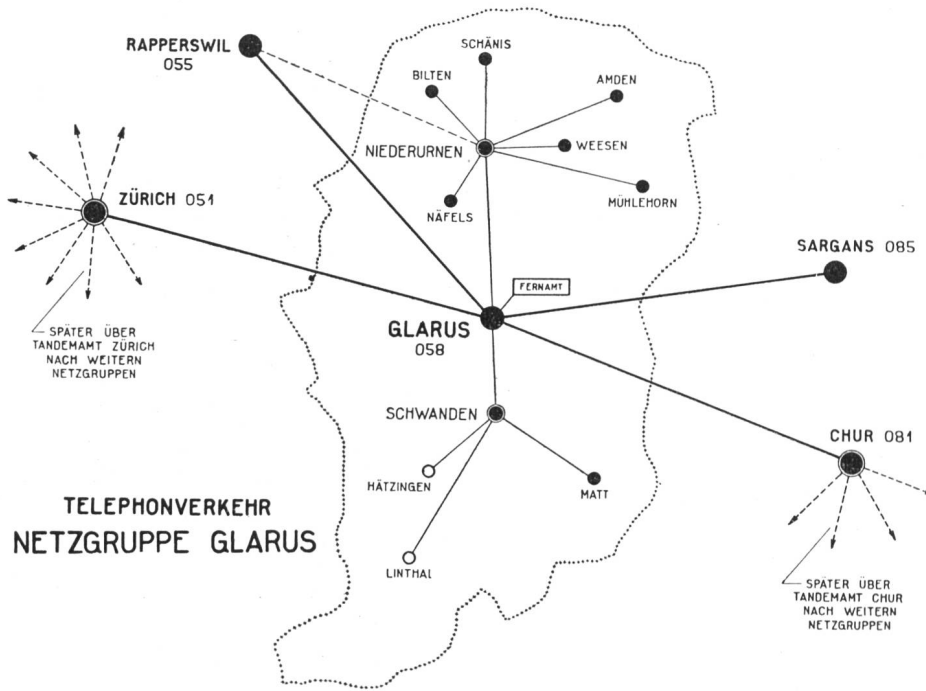 RAPPERSWIL
055
SCHÄNIS
BILTEN
AMDEN
NIEDERURNEN
WEESEN
NÄFELS
MÜHLEHORN
ZÜRICH 051
SARGANS 085
FERNAMT
GLARUS
058
SPÄTER ÜBER
TANDEMAMT ZÜRICH
NACH WEITERN
NETZGRUPPEN
SCHWANDEN
CHUR 081
HÄTZINGEN
MATT
TELEPHONVERKEHR
NETZGRUPPE GLARUS
LINTHAL
SPÄTER ÜBER
TANDEMAMT CHUR
NACH WEITERN
NETZGRUPPEN